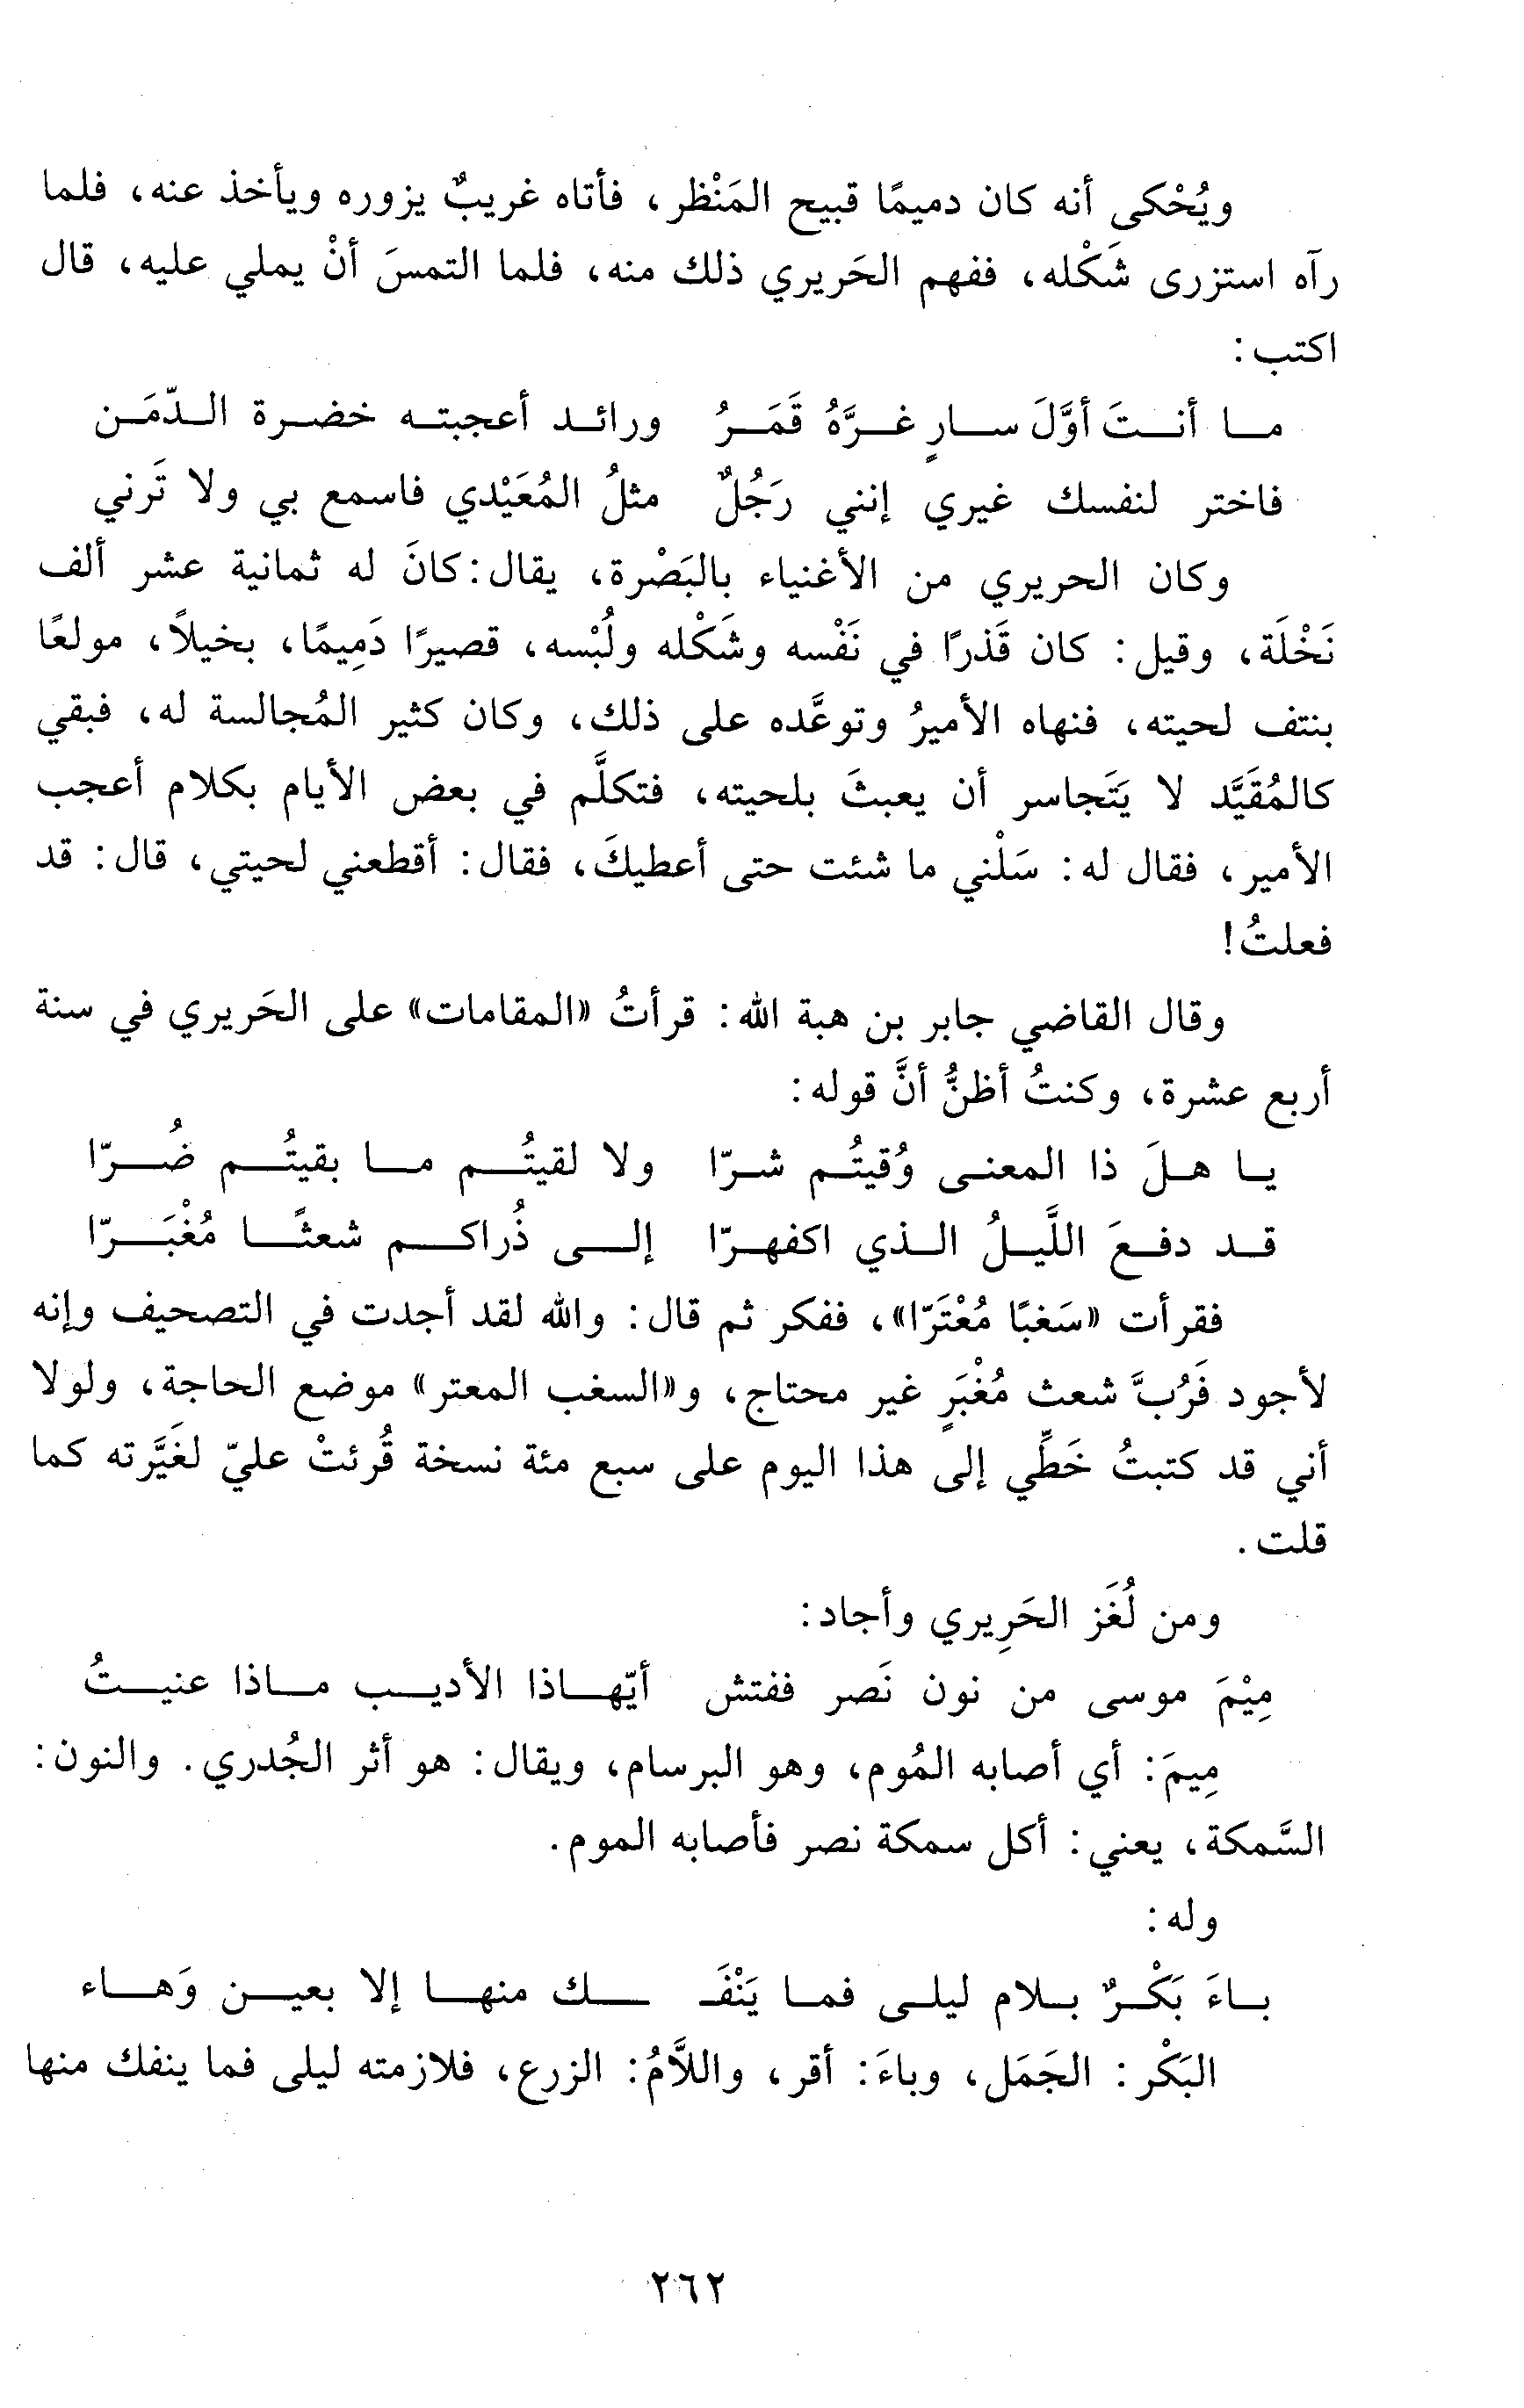 ويُحْكى أنه كان دميمًا قبيح المَنْظر، فأتاه غريبٌ يزوره ويأخذ عنه، فلما
رآه استزرى شَكْله، ففهم الحَريري ذلك منه، فلما التمسَ أنْ يملي عليه، قال
اكتب:
ما أنتَ أوَّلَ سارٍ غرَّهُ قَمَرُ ورائد أعجبته خضرة الدّمَن
فاختر لنفسك غيري إنني رَجُلٌ مثلُ المُعَيْدي فاسمع بي ولا تَرني
وكان الحريري من الأغنياء بالبَصْرة، يقال: كانَ له ثمانية عشر ألف
نَخْلَة، وقيل: كان قَذرًا في نَفْسه وشَكْله ولُبْسه، قصيرًا دَمِيمًا، بخيلاً، مولعًا
بنتف لحيته، فنهاه الأميرُ وتوعَّده على ذلك، وكان كثير المُجالسة له، فبقي
كالمُقَيَّد لا يَتَجاسر أن يعبثَ بلحيته، فتكلَّم في بعض الأيام بكلام أعجب
الأمير، فقال له: سَلْني ما شئت حتى أعطيكَ، فقال: أقطعني لحيتي، قال: قد
فعلتُ!
وقال القاضي جابر بن هبة الله: قرأتُ «المقامات» على الحَريري في سنة
أربع عشرة، وكنتُ أظنُّ أنَّ قوله:
يا هلَ ذا المعنى وُقيتُم شرّا ولا لقيتُم ما بقيتُم ضُرّا
قد دفعَ اللَّيلُ الذي اكفهرّا إلى ذُراكم شعثًا مُغْبَرّا
فقرأت «سَغبًا مُعْتَرّا»، ففكر ثم قال: والله لقد أجدت في التصحيف وإنه
لأجود فَرُبَّ شعث مُغْبَرٍ غير محتاج، و«السغب المعتر» موضع الحاجة، ولولا
أني قد كتبتُ خَطِّي إلى هذا اليوم على سبع مئة نسخة قُرئتْ عليّ لغَيَّرته كما
قلت.
ومن لُغَز الحَرِيري وأجاد:
مِيْمَ موسى من نون نَصر ففتش أيّهاذا الأديب ماذا عنيتُ
مِيمَ: أي أصابه المُوم، وهو البرسام، ويقال: هو أثر الجُدري. والنون:
السَّمكة، يعني: أكل سمكة نصر فأصابه الموم.
وله:
باءَ بَكْرٌ بلام ليلى فما يَنْفَـ ـك منها إلا بعين وَهاء
البَكْر: الجَمَل، وباءَ: أقر، واللَّامُ: الزرع، فلازمته ليلى فما ينفك منها
٢٦٢